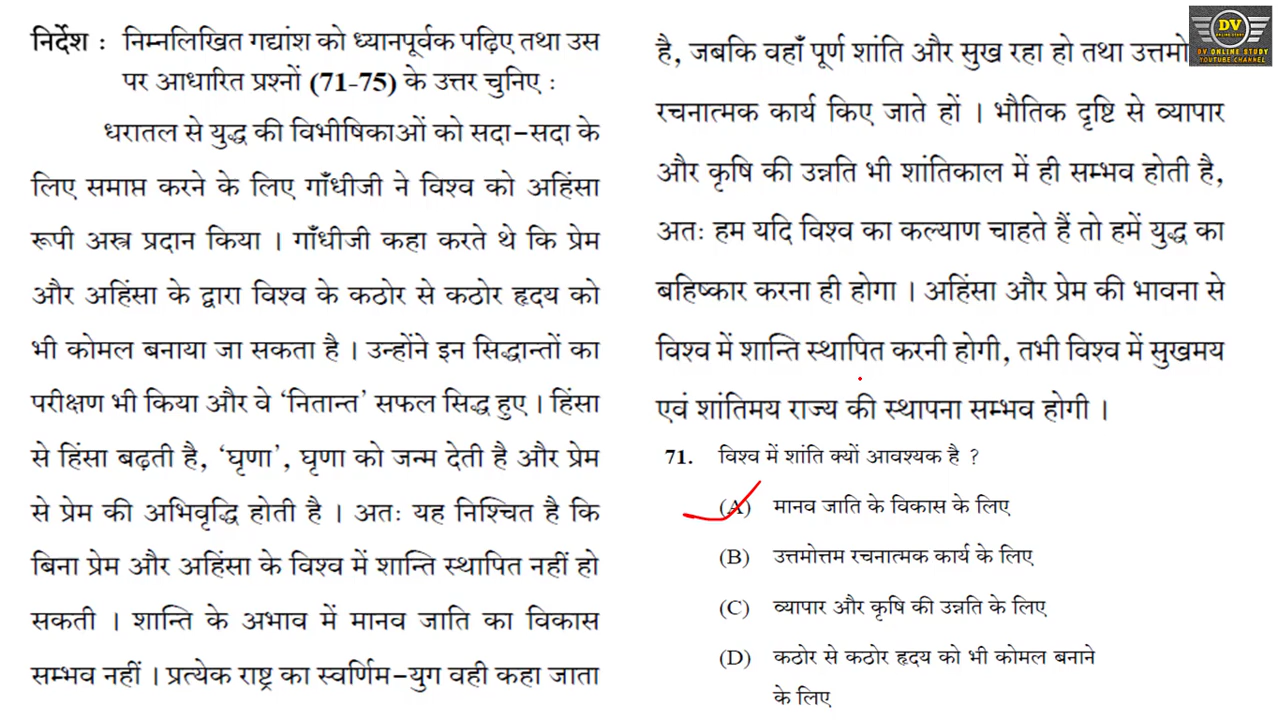 निर्देश : निम्नलिखित गद्यांश को ध्यानपूर्वक पढ़िए तथा उस
पर आधारित प्रश्नों (71-75) के उत्तर चुनिए :
धरातल से युद्ध की विभीषिकाओं को सदा-सदा के
लिए समाप्त करने के लिए गाँधीजी ने विश्व को अहिंसा
रूपी अस्त्र प्रदान किया । गाँधीजी कहा करते थे कि प्रेम
और अहिंसा के द्वारा विश्व के कठोर से कठोर हृदय को
भी कोमल बनाया जा सकता है । उन्होंने इन सिद्धान्तों का
परीक्षण भी किया और वे ‘नितान्त’ सफल सिद्ध हुए । हिंसा
से हिंसा बढ़ती है, ‘घृणा’, घृणा को जन्म देती है और प्रेम
से प्रेम की अभिवृद्धि होती है । अतः यह निश्चित है कि
बिना प्रेम और अहिंसा के विश्व में शान्ति स्थापित नहीं हो
सकती । शान्ति के अभाव में मानव जाति का विकास
सम्भव नहीं । प्रत्येक राष्ट्र का स्वर्णिम-युग वही कहा जाता
है, जबकि वहाँ पूर्ण शांति और सुख रहा हो तथा उत्तमो
रचनात्मक कार्य किए जाते हों । भौतिक दृष्टि से व्यापार
और कृषि की उन्नति भी शांतिकाल में ही सम्भव होती है,
अतः हम यदि विश्व का कल्याण चाहते हैं तो हमें युद्ध का
बहिष्कार करना ही होगा । अहिंसा और प्रेम की भावना से
विश्व में शान्ति स्थापित करनी होगी, तभी विश्व में सुखमय
एवं शांतिमय राज्य की स्थापना सम्भव होगी ।
71. विश्व में शांति क्यों आवश्यक है ?
(A) मानव जाति के विकास के लिए
(B) उत्तमोत्तम रचनात्मक कार्य के लिए
(C) व्यापार और कृषि की उन्नति के लिए
(D) कठोर से कठोर हृदय को भी कोमल बनाने
के लिए
DV
DV ONLINE STUDY
YOUTUBE CHANNEL